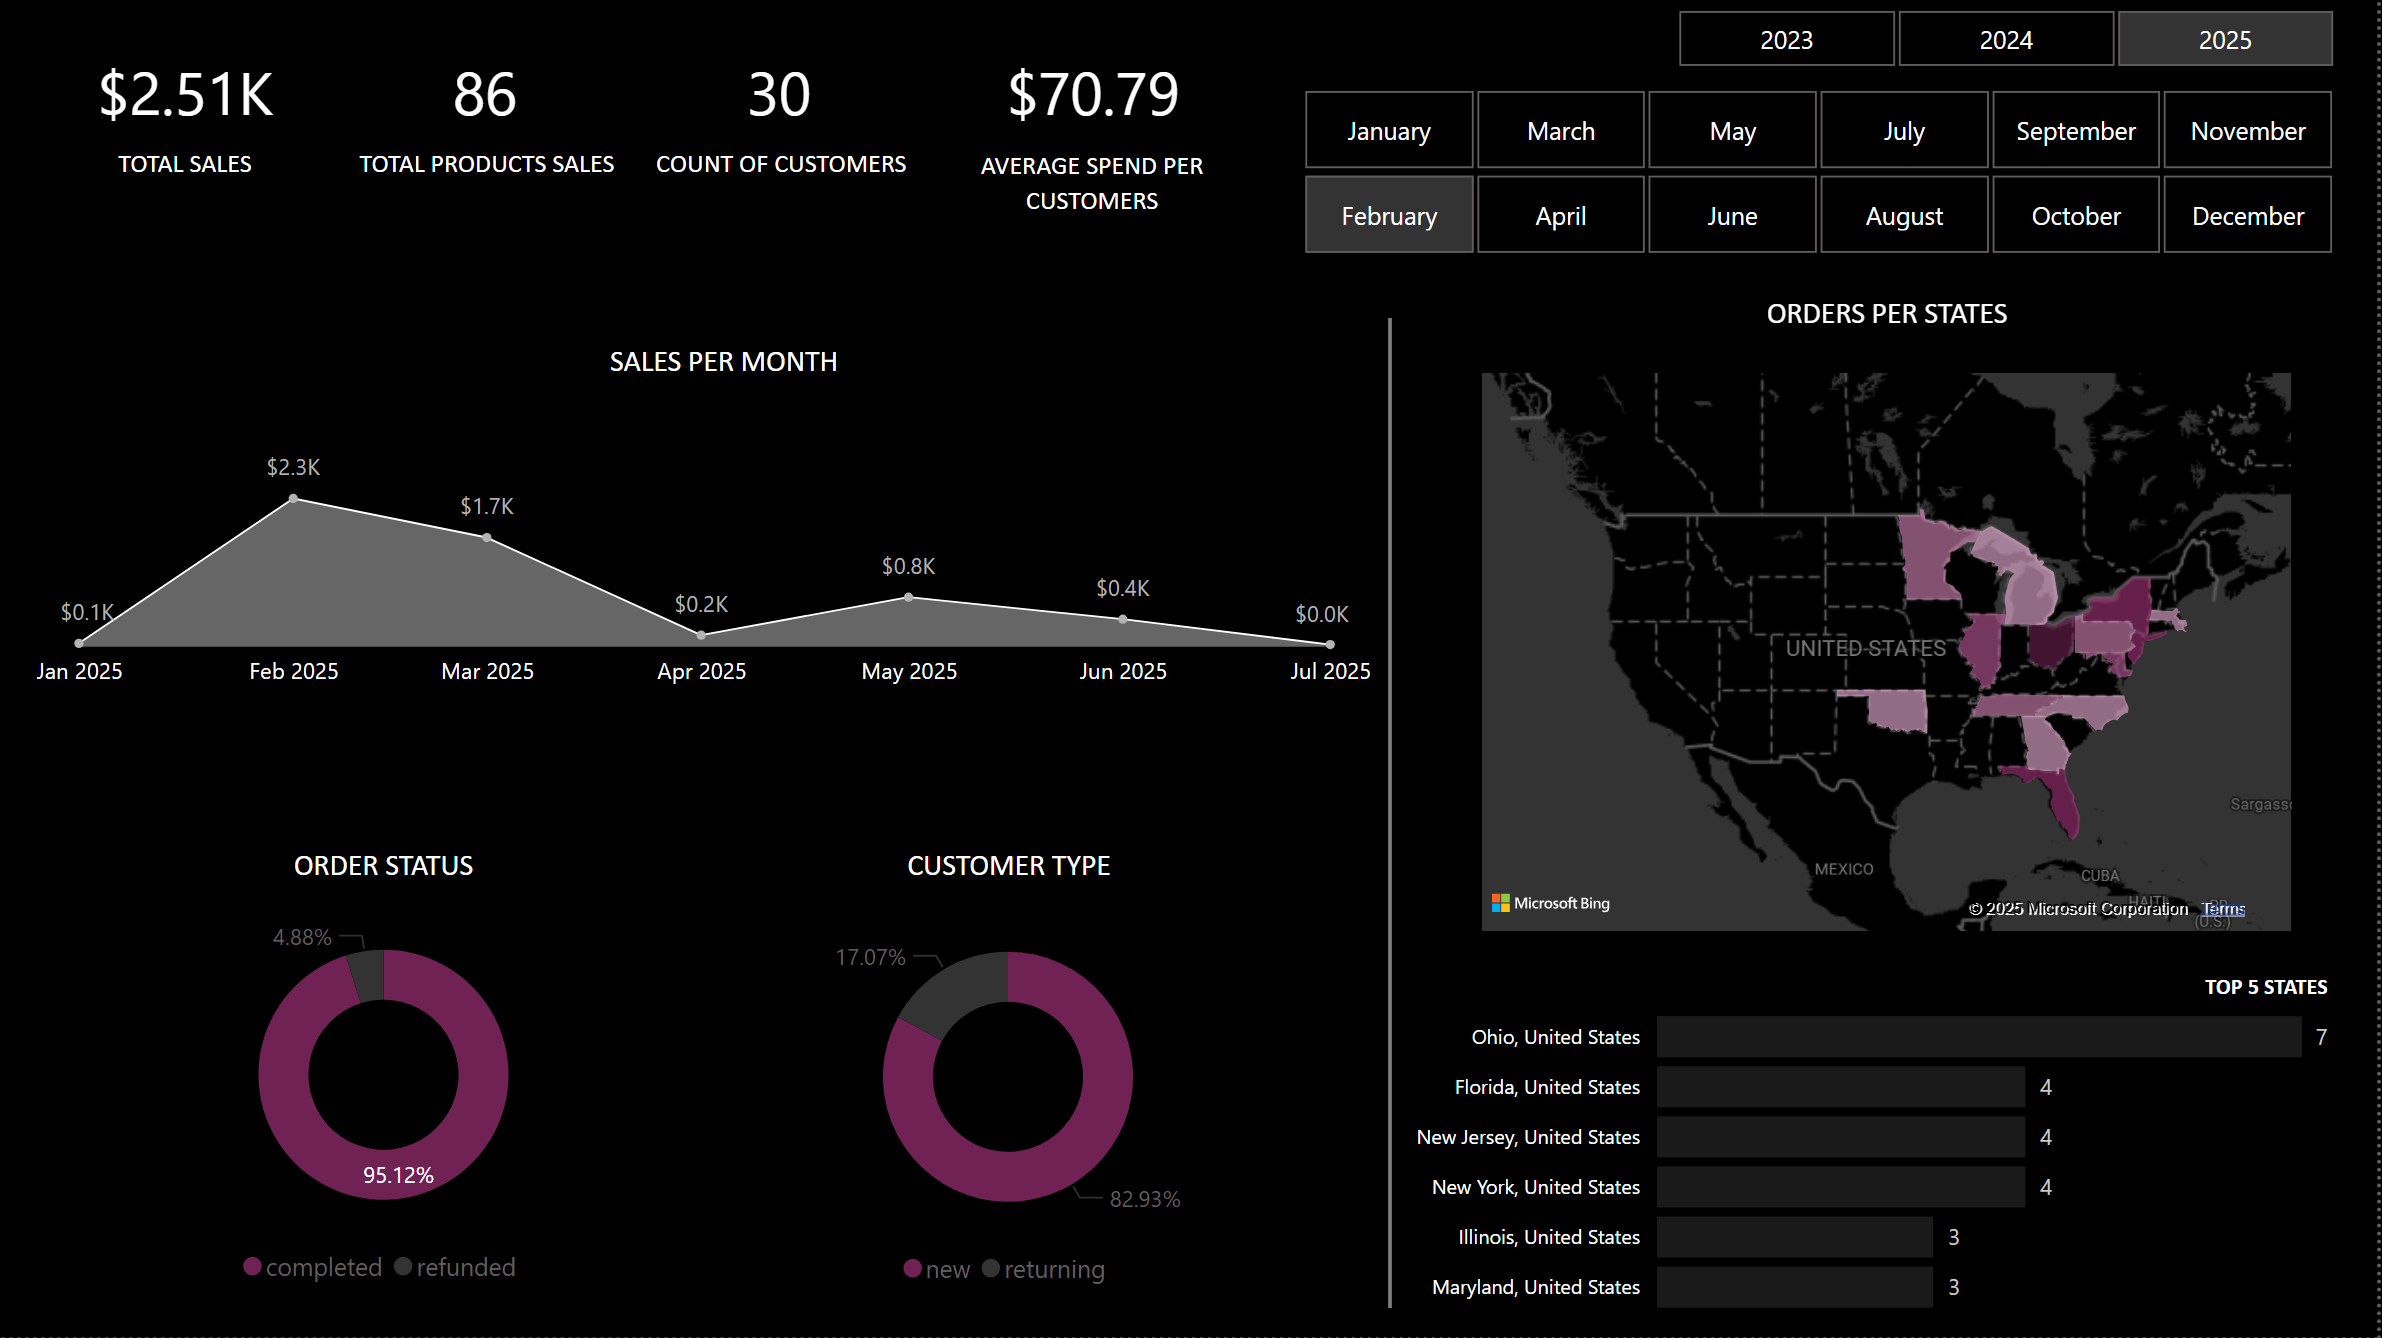 2023 2024 2025
$2.51K 86 30 $70.79
TOTAL SALES TOTAL PRODUCTS SALES COUNT OF CUSTOMERS AVERAGE SPEND PER
CUSTOMERS
January March May July September November
February April June August October December
SALES PER MONTH
$0.1K $2.3K $1.7K $0.2K $0.8K $0.4K $0.0K
Jan 2025 Feb 2025 Mar 2025 Apr 2025 May 2025 Jun 2025 Jul 2025
ORDER STATUS
4.88%
95.12%
completed refunded
CUSTOMER TYPE
17.07%
82.93%
new returning
ORDERS PER STATES
UNITED STATES
MEXICO
CUBA
HAITI
(U.S.)
Microsoft Bing
© 2025 Microsoft Corporation Terms
TOP 5 STATES
Ohio, United States 7
Florida, United States 4
New Jersey, United States 4
New York, United States 4
Illinois, United States 3
Maryland, United States 3